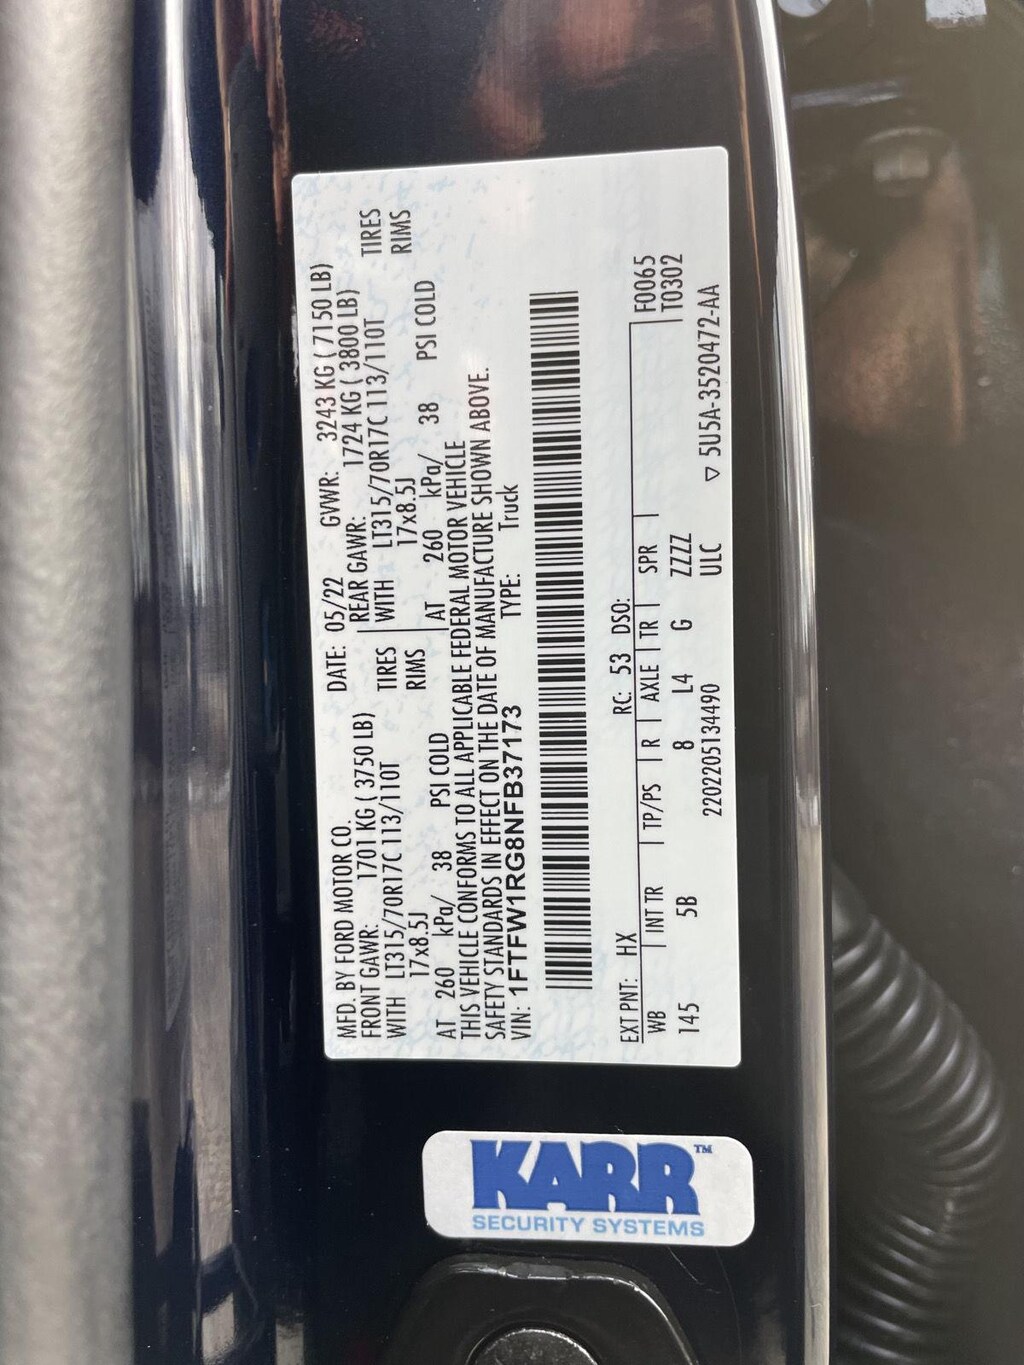 MFD. BY FORD MOTOR CO.
DATE: 05/22 GVWR: 3243 KG ( 7150 LB)
FRONT GAWR: 1701 KG ( 3750 LB)
REAR GAWR: 1724 KG ( 3800 LB)
WITH LT315/70R17C 113/110T TIRES
WITH LT315/70R17C 113/110T TIRES
17x8.5J RIMS
17x8.5J RIMS
AT 260 kPa/ 38 PSI COLD
AT 260 kPa/ 38 PSI COLD
THIS VEHICLE CONFORMS TO ALL APPLICABLE FEDERAL MOTOR VEHICLE
SAFETY STANDARDS IN EFFECT ON THE DATE OF MANUFACTURE SHOWN ABOVE.
VIN: 1FTFW1RG8NFB37173 TYPE: Truck
EXT PNT: HX RC: 53 DSO: F0065
WB INT TR TP/PS R AXLE TR SPR T0302
145 5B 8 L4 G ZZZZ
2202205134490 ULC ▽ 5U5A-3520472-AA
KARR™
SECURITY SYSTEMS